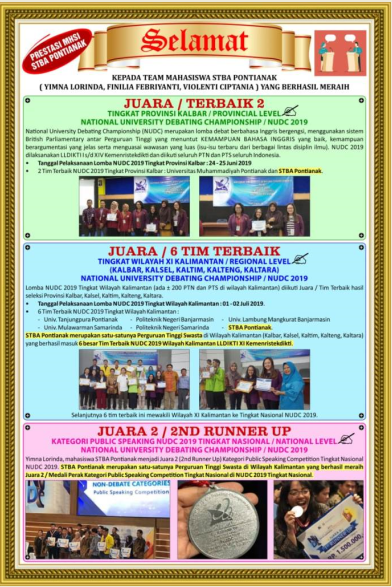 Selamat
PRESTASI MHSI
STBA PONTIANAK
KEPADA TEAM MAHASISWA STBA PONTIANAK
( YIMNA LORINDA, FINILIA FEBRIYANTI, VIOLENTI CIPTANIA ) YANG BERHASIL MERAIH
JUARA / TERBAIK 2
TINGKAT PROVINSI KALBAR / PROVINCIAL LEVEL
NATIONAL UNIVERSITY DEBATING CHAMPIONSHIP / NUDC 2019
National University Debating Championship (NUDC) merupakan lomba debat berbahasa Inggris bergengsi, menggunakan sistem
British Parliamentary antar Perguruan Tinggi yang menuntut KEMAMPUAN BAHASA INGGRIS yang baik, kemampuan
berargumentasi yang jelas serta menguasai wawasan yang luas (isu-isu terbaru dari berbagai lintas disiplin ilmu). NUDC 2019
dilaksanakan LLDIKTI I s/d XIV Kemenristekdikti dan diikuti seluruh PTN dan PTS seluruh Indonesia.
• Tanggal Pelaksanaan Lomba NUDC 2019 Tingkat Provinsi Kalbar : 24 - 25 Juni 2019
• 2 Tim Terbaik NUDC 2019 Tingkat Provinsi Kalbar : Universitas Muhammadiyah Pontianak dan STBA Pontianak.
JUARA / 6 TIM TERBAIK
TINGKAT WILAYAH XI KALIMANTAN / REGIONAL LEVEL
(KALBAR, KALSEL, KALTIM, KALTENG, KALTARA)
NATIONAL UNIVERSITY DEBATING CHAMPIONSHIP / NUDC 2019
Lomba NUDC 2019 Tingkat Wilayah Kalimantan (ada ± 200 PTN dan PTS di wilayah Kalimantan) diikuti Juara / Tim Terbaik hasil
seleksi Provinsi Kalbar, Kalsel, Kaltim, Kalteng, Kaltara.
• Tanggal Pelaksanaan Lomba NUDC 2019 Tingkat Wilayah Kalimantan : 01 - 02 Juli 2019.
• 6 Tim Terbaik NUDC 2019 Tingkat Wilayah Kalimantan :
- Univ. Tanjungpura Pontianak - Politeknik Negeri Banjarmasin - Univ. Lambung Mangkurat Banjarmasin
- Univ. Mulawarman Samarinda - Politeknik Negeri Samarinda - STBA Pontianak.
STBA Pontianak merupakan satu-satunya Perguruan Tinggi Swasta di Wilayah Kalimantan (Kalbar, Kalsel, Kaltim, Kalteng, Kaltara)
yang berhasil masuk 6 besar Tim Terbaik NUDC 2019 Wilayah Kalimantan LLDIKTI XI Kemenristekdikti.
Selanjutnya 6 tim terbaik ini mewakili Wilayah XI Kalimantan ke Tingkat Nasional NUDC 2019.
JUARA 2 / 2ND RUNNER UP
KATEGORI PUBLIC SPEAKING NUDC 2019 TINGKAT NASIONAL / NATIONAL LEVEL
NATIONAL UNIVERSITY DEBATING CHAMPIONSHIP / NUDC 2019
Yimna Lorinda, mahasiswa STBA Pontianak menjadi Juara 2 (2nd Runner Up) Kategori Public Speaking Competition Tingkat Nasional
NUDC 2019. STBA Pontianak merupakan satu-satunya Perguruan Tinggi Swasta di Wilayah Kalimantan yang berhasil meraih
Juara 2 / Medali Perak Kategori Public Speaking Competition Tingkat Nasional di NUDC 2019 Tingkat Nasional.
NON-DEBATE CATEGORIES
Public Speaking Competition